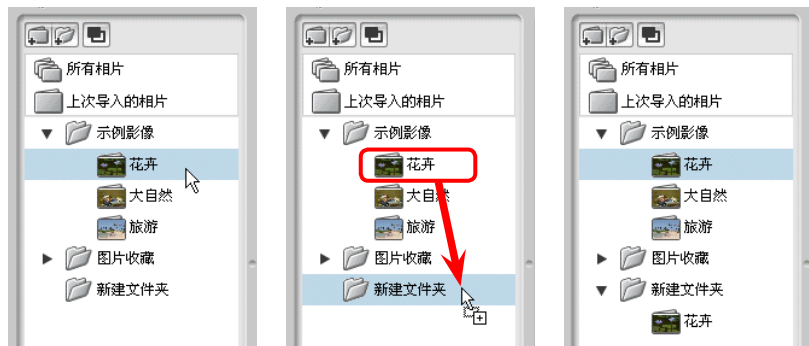 所有相片
上次导入的相片
示例影像
花卉
大自然
旅游
图片收藏
新建文件夹
所有相片
上次导入的相片
示例影像
花卉
大自然
旅游
图片收藏
新建文件夹
所有相片
上次导入的相片
示例影像
花卉
大自然
旅游
图片收藏
新建文件夹
花卉